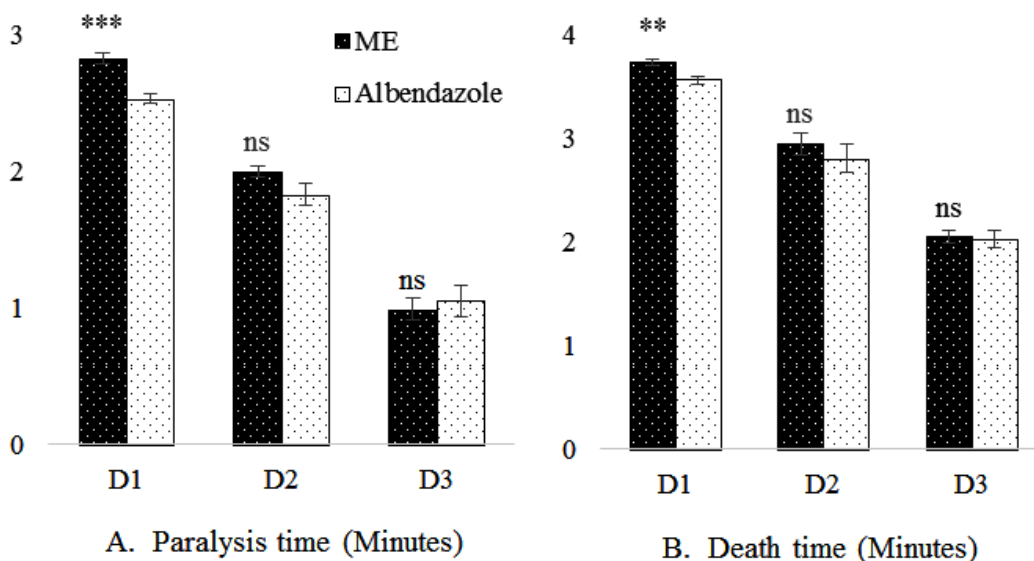 3
2
1
0
***
ns
ns
ME
Albendazole
D1 D2 D3
A. Paralysis time (Minutes)
4
3
2
1
0
**
ns
ns
D1 D2 D3
B. Death time (Minutes)